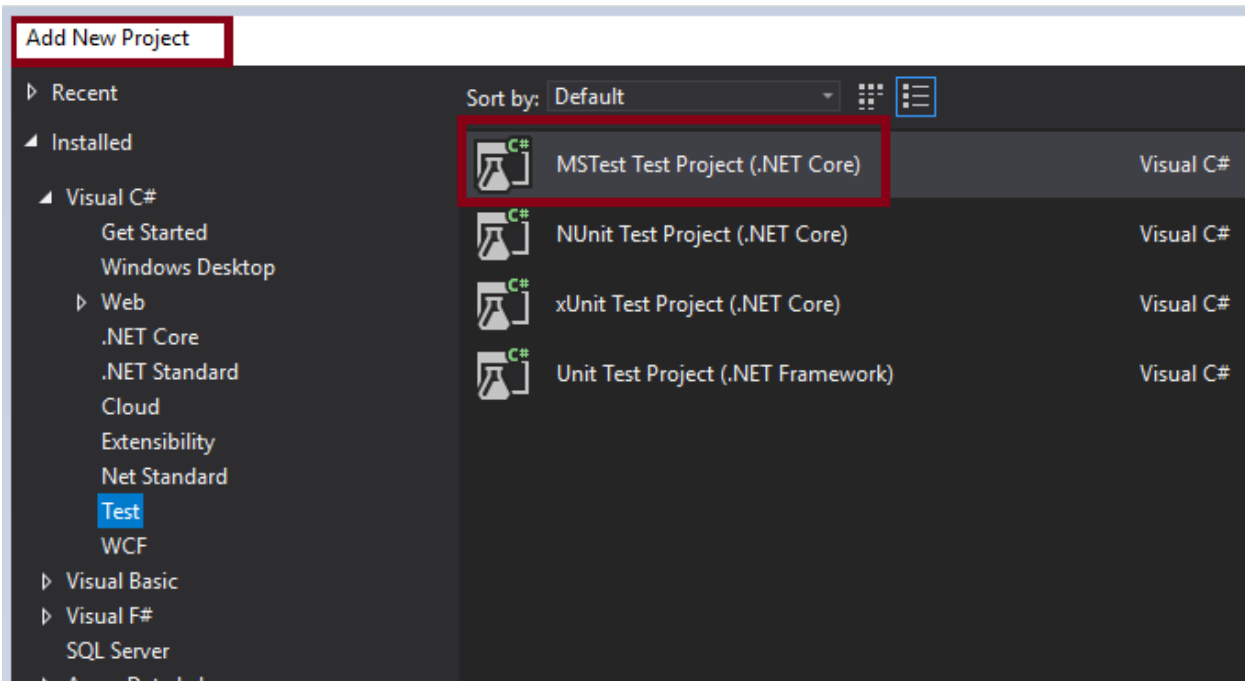 Add New Project
Recent
Installed
Visual C#
Get Started
Windows Desktop
Web
.NET Core
.NET Standard
Cloud
Extensibility
Net Standard
Test
WCF
Visual Basic
Visual F#
SQL Server
Sort by: Default
C# MSTest Test Project (.NET Core) Visual C#
C# NUnit Test Project (.NET Core) Visual C#
C# xUnit Test Project (.NET Core) Visual C#
C# Unit Test Project (.NET Framework) Visual C#